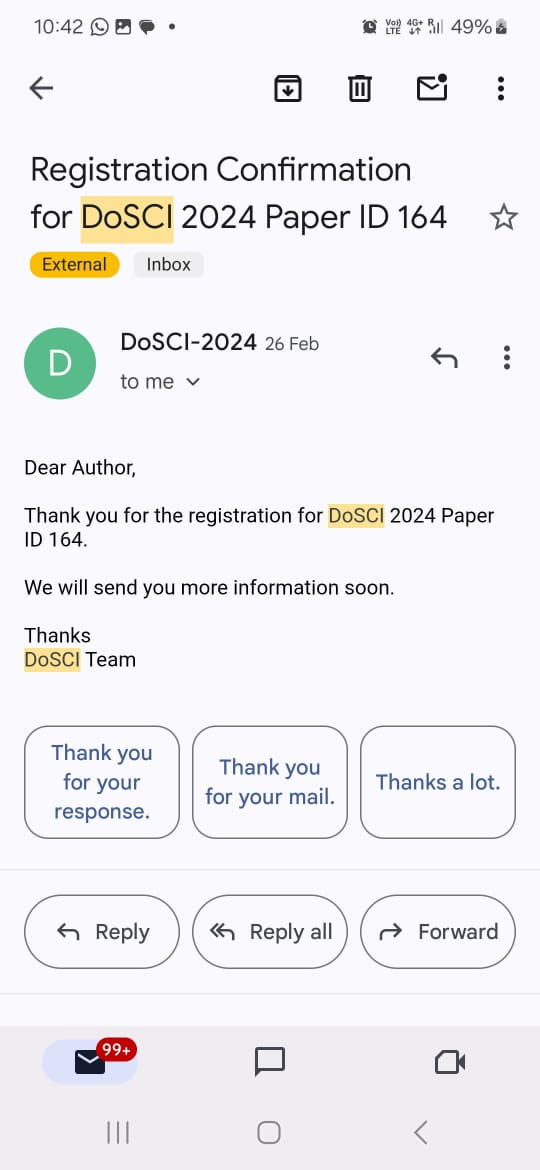 10:42
Vo)) LTE 4G+ R 49%
Registration Confirmation
for DoSCI 2024 Paper ID 164
External Inbox
D
DoSCI-2024 26 Feb
to me
Dear Author,
Thank you for the registration for DoSCI 2024 Paper
ID 164.
We will send you more information soon.
Thanks
DoSCI Team
Thank you
for your
response.
Thank you
for your mail.
Thanks a lot.
Reply Reply all Forward
99+